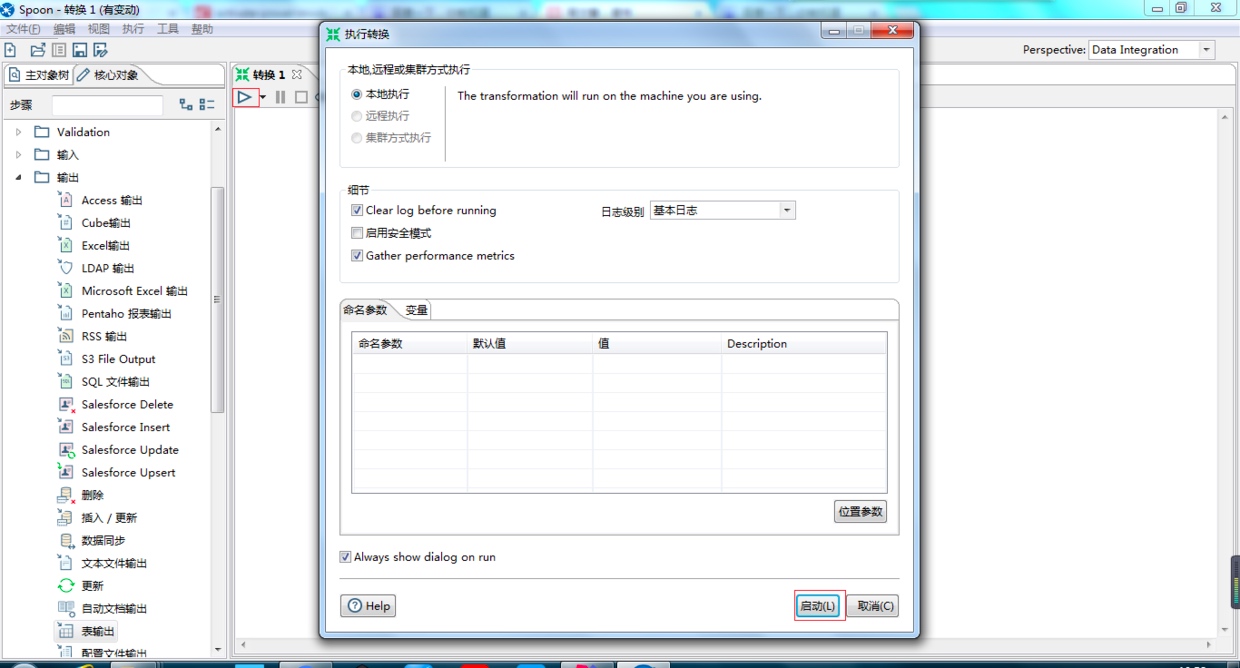 Spoon - 转换 1 (有变动)
文件(F) 编辑 视图 执行 工具 帮助
Perspective: Data Integration
主对象树 核心对象
转换 1
步骤
Validation
输入
输出
Access 输出
Cube输出
Excel输出
LDAP 输出
Microsoft Excel 输出
Pentaho 报表输出
RSS 输出
S3 File Output
SQL 文件输出
Salesforce Delete
Salesforce Insert
Salesforce Update
Salesforce Upsert
删除
插入 / 更新
数据同步
文本文件输出
更新
自动文档输出
表输出
配置文件输出
执行转换
本地,远程或集群方式执行
本地执行
远程执行
集群方式执行
The transformation will run on the machine you are using.
细节
Clear log before running
日志级别 基本日志
启用安全模式
Gather performance metrics
命名参数 变量
命名参数 默认值 值 Description
位置参数
Always show dialog on run
Help 启动(L) 取消(C)